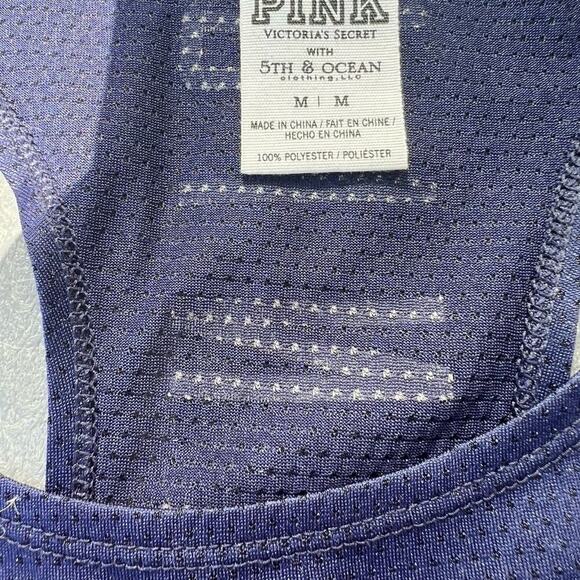 PINK
VICTORIA'S SECRET
WITH
5TH & OCEAN
clothing, LLC
M | M
MADE IN CHINA / FAIT EN CHINE /
HECHO EN CHINA
100% POLYESTER / POLIÉSTER